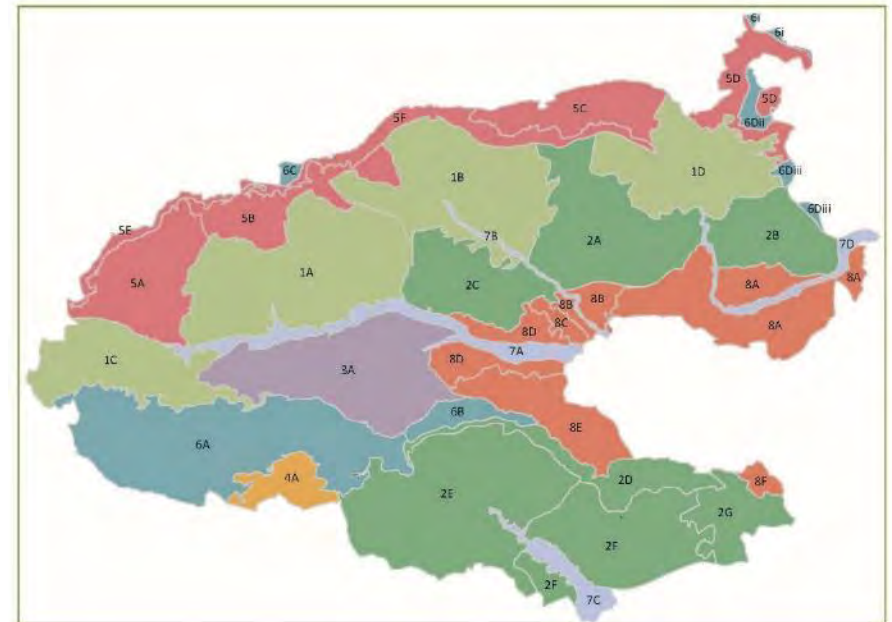 6i
6i
5D
5D
6Dii
5C
5F
1B
1D
6C
6Diii
6Diii
5B
5E
7B
2A
2B
7D
1A
5A
2C
8A
8A
8B
8B
8D
8C
8A
7A
1C
3A
8D
6B
8E
6A
4A
2E
2D
8F
2G
2F
2F
7C